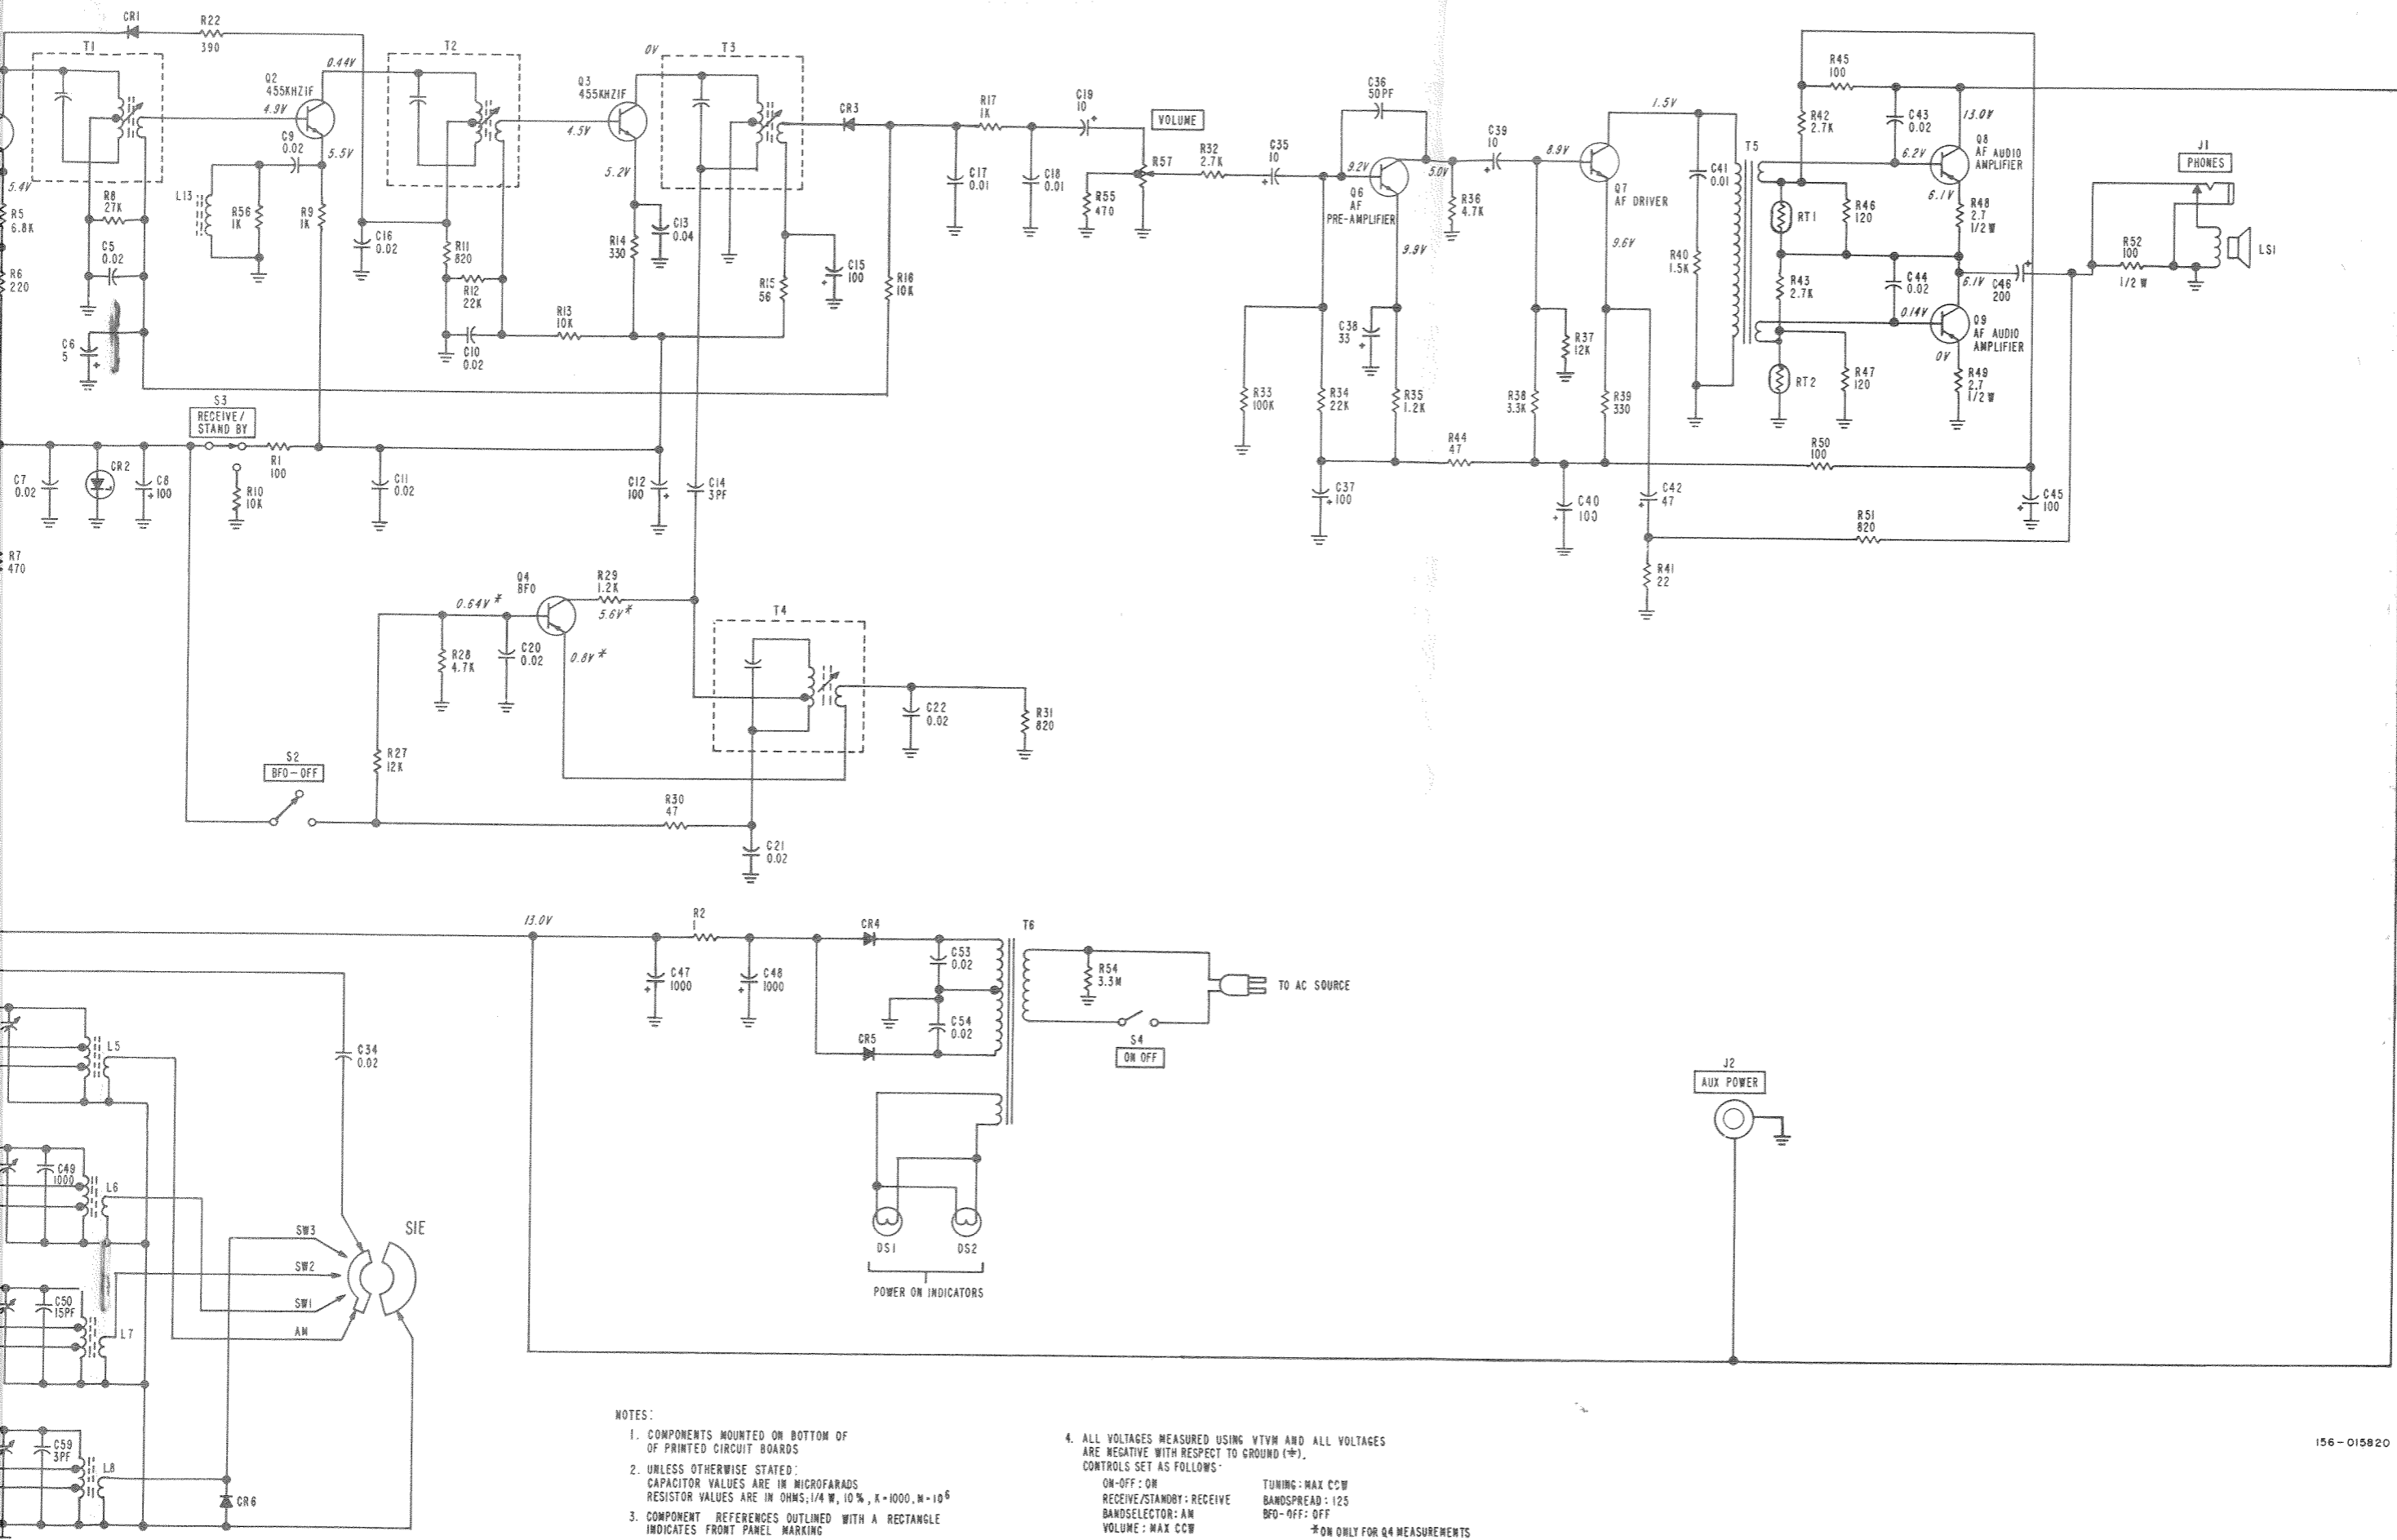 CR1
R22
390
T1
Q2
455KHZIF
0.44V
4.9V
C9
0.02
5.5V
L13
R56
1K
R9
1K
5.4V
R5
6.8K
R6
220
R8
27K
C5
0.02
C6
5
T2
C16
0.02
R11
820
R12
22K
C10
0.02
R13
10K
Q3
455KHZIF
0V
4.5V
5.2V
R14
330
C13
0.04
T3
R15
56
C15
100
CR3
R16
10K
C17
0.01
R17
1K
C18
0.01
C19
10
VOLUME
R57
R55
470
R32
2.7K
C35
10
C36
50PF
9.2V
Q6
AF
PRE-AMPLIFIER
5.0V
9.9V
R36
4.7K
C39
10
8.9V
Q7
AF DRIVER
1.5V
9.6V
C41
0.01
R40
1.5K
T5
R45
100
R42
2.7K
C43
0.02
13.0V
Q8
AF AUDIO
AMPLIFIER
6.2V
6.1V
RT1
R46
120
R48
2.7
1/2 W
R43
2.7K
C44
0.02
6.1V
C46
200
0.14V
Q9
AF AUDIO
AMPLIFIER
0V
RT2
R47
120
R49
2.7
1/2 W
J1
PHONES
R52
100
1/2 W
LS1
R33
100K
R34
22K
C38
33
R35
1.2K
R37
12K
R38
3.3K
R39
330
R44
47
R50
100
C37
100
C40
100
C42
47
C45
100
R51
820
R41
22
S3
RECEIVE/
STAND BY
R1
100
C7
0.02
CR2
C8
100
R10
10K
C11
0.02
C12
100
C14
3PF
R7
470
Q4
BFO
R29
1.2K
0.64V *
5.6V*
0.8V *
R28
4.7K
C20
0.02
T4
C22
0.02
R31
820
R27
12K
S2
BFO-OFF
R30
47
C21
0.02
13.0V
R2
1
C47
1000
C48
1000
CR4
CR5
C53
0.02
C54
0.02
T6
R54
3.3M
TO AC SOURCE
S4
ON OFF
DS1
DS2
POWER ON INDICATORS
J2
AUX POWER
L5
C34
0.02
C49
1000
L6
C50
15PF
L7
C59
3PF
L8
CR6
SW3
SW2
SW1
AM
S1E
NOTES:
1. COMPONENTS MOUNTED ON BOTTOM OF
OF PRINTED CIRCUIT BOARDS
2. UNLESS OTHERWISE STATED:
CAPACITOR VALUES ARE IN MICROFARADS
RESISTOR VALUES ARE IN OHMS; 1/4 W, 10%, K=1000, M=10⁶
3. COMPONENT REFERENCES OUTLINED WITH A RECTANGLE
INDICATES FRONT PANEL MARKING
4. ALL VOLTAGES MEASURED USING VTVM AND ALL VOLTAGES
ARE NEGATIVE WITH RESPECT TO GROUND (⏚).
CONTROLS SET AS FOLLOWS-
ON-OFF: ON
RECEIVE/STANDBY: RECEIVE
BANDSELECTOR: AM
VOLUME: MAX CCW
TUNING: MAX CCW
BANDSPREAD: 125
BFO-OFF: OFF
*ON ONLY FOR Q4 MEASUREMENTS
156-015820